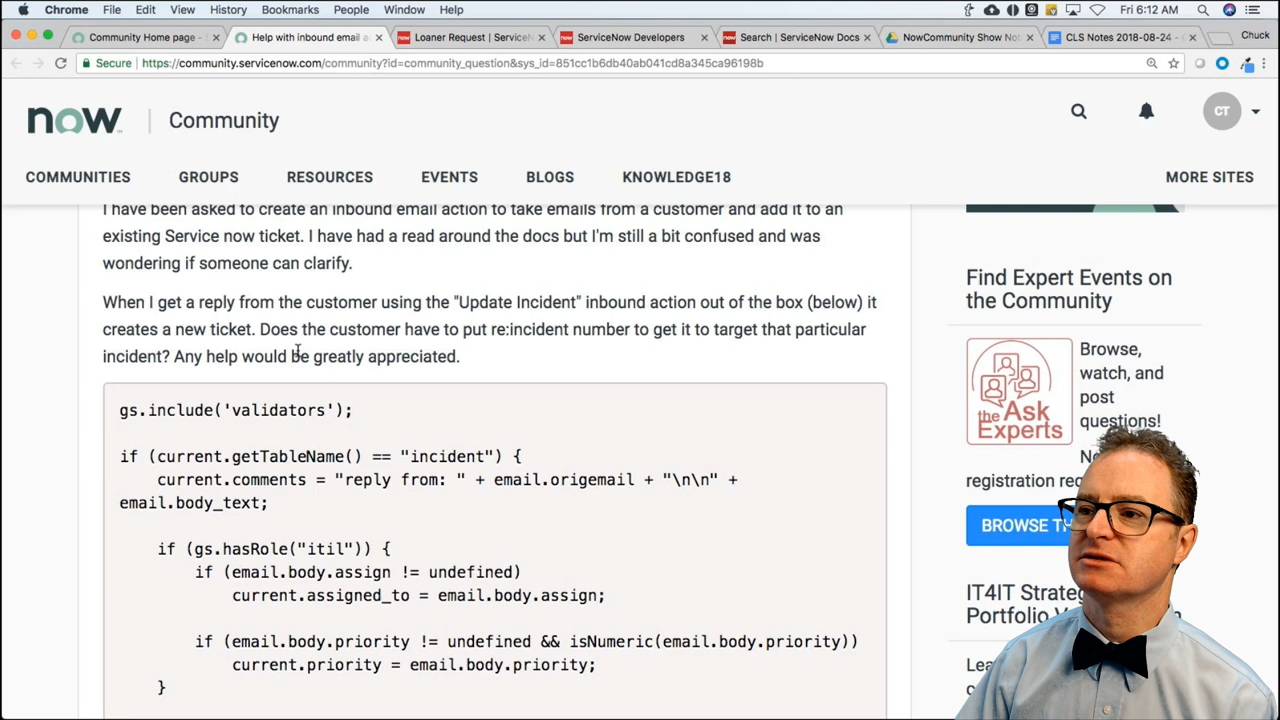 Chrome File Edit View History Bookmarks People Window Help Fri 6:12 AM
Community Home page - Help with inbound email a Loaner Request | Service ServiceNow Developers Search | ServiceNow Docs NowCommunity Show No CLS Notes 2018-08-24 - Chuck
Secure https://community.servicenow.com/community?id=community_question&sys_id=851cc1b6db40ab041cd8a345ca96198b
now Community CT
COMMUNITIES GROUPS RESOURCES EVENTS BLOGS KNOWLEDGE18 MORE SITES
I have been asked to create an inbound email action to take emails from a customer and add it to an
existing Service now ticket. I have had a read around the docs but I'm still a bit confused and was
wondering if someone can clarify.
When I get a reply from the customer using the "Update Incident" inbound action out of the box (below) it
creates a new ticket. Does the customer have to put re:incident number to get it to target that particular
incident? Any help would be greatly appreciated.
gs.include('validators');
if (current.getTableName() == "incident") {
current.comments = "reply from: " + email.origemail + "\n\n" +
email.body_text;
if (gs.hasRole("itil")) {
if (email.body.assign != undefined)
current.assigned_to = email.body.assign;
if (email.body.priority != undefined && isNumeric(email.body.priority))
current.priority = email.body.priority;
}
Find Expert Events on
the Community
the Ask
Experts
Browse,
watch, and
post
questions!
registration
BROWSE
IT4IT
Portfolio